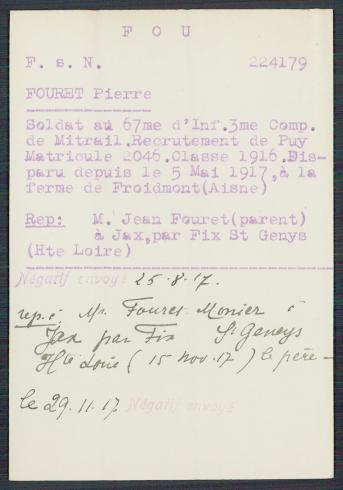 F O U
F. s. N. 224179
FOURET Pierre
Soldat au 67me d'Inf.3me Comp.
de Mitrail.Recrutement de Puy
Matricule 2046.Classe 1916.Dis-
paru depuis le 5 Mai 1917,à la
ferme de Froidmont(Aisne)
Rep: M. Jean Fouret(parent)
à Jax,par Fix St Genys
(Hte Loire)
Négatif envoyé 25-8-17.
rep. à Mr Fouret Monier à
Jax par Fix St Geneys
Hte Loire (15 nov. 17) le père -
le 29.11.17 Négatif envoyé